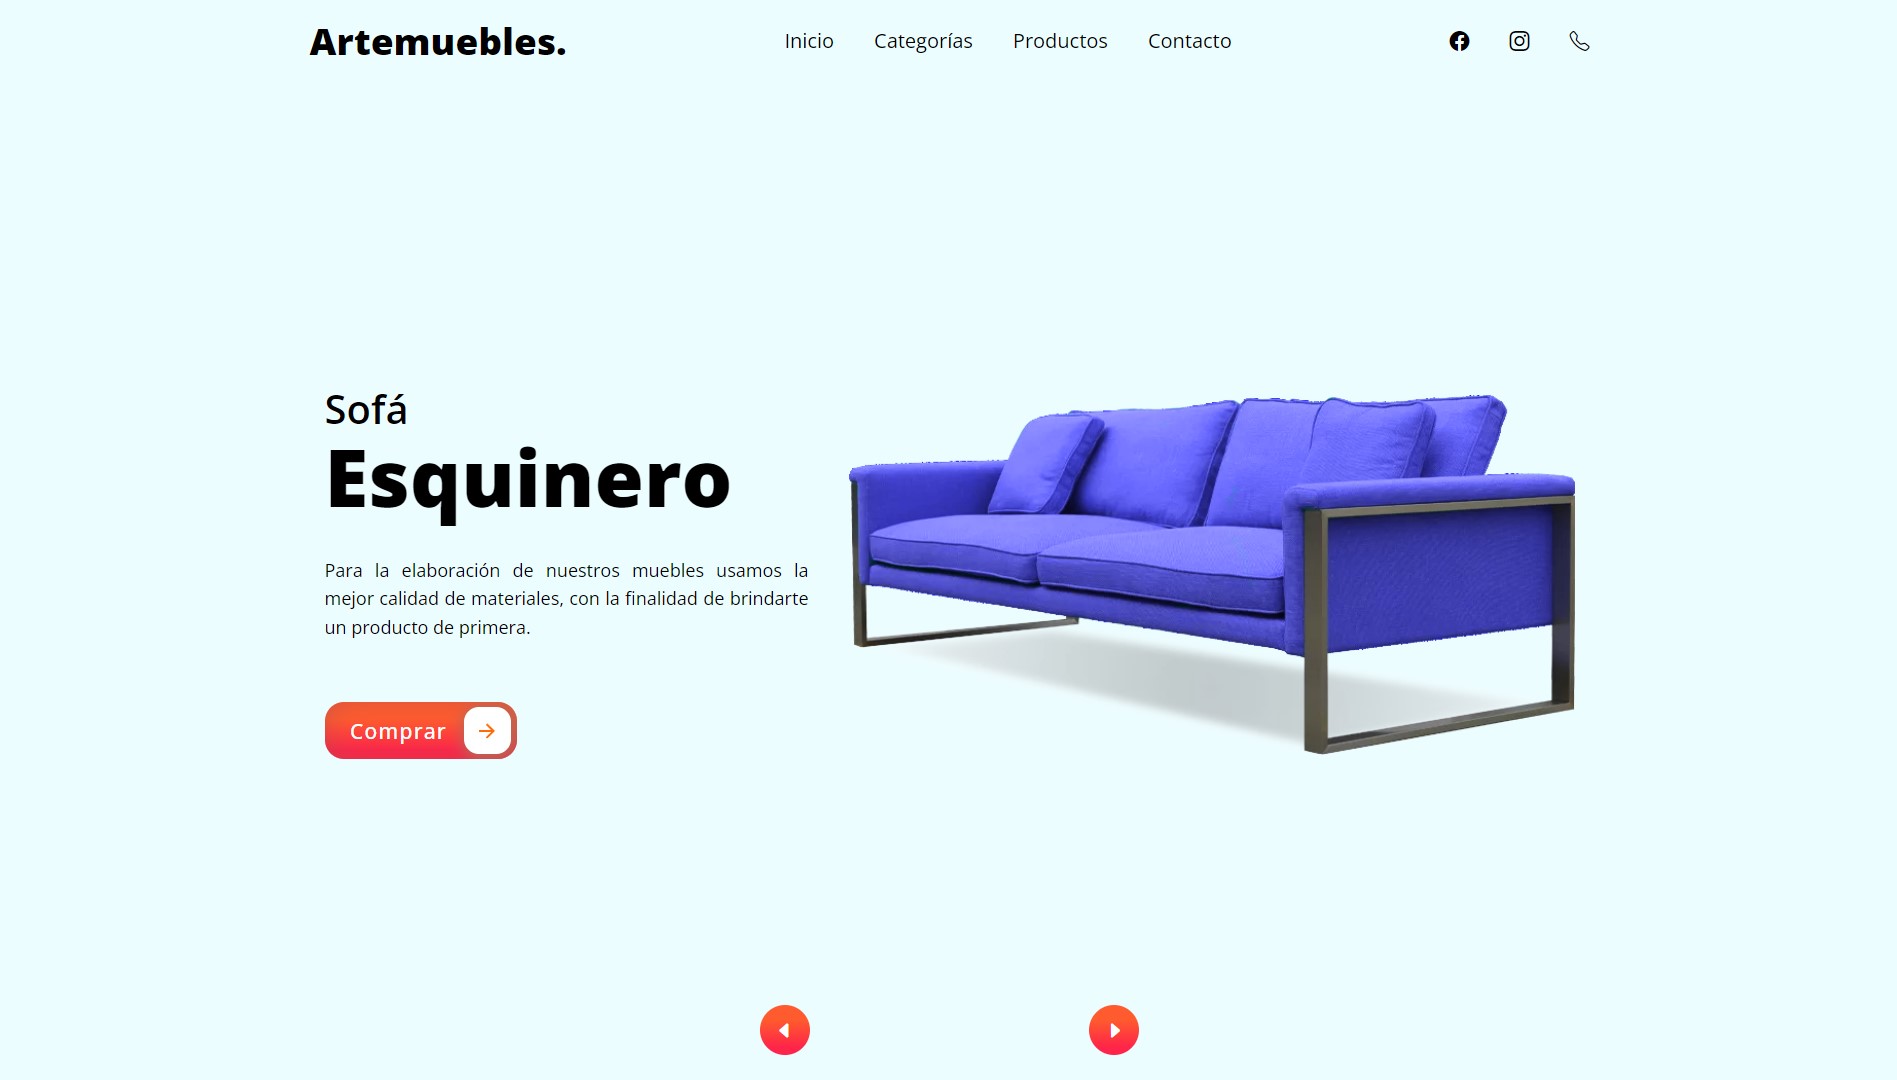 Artemuebles.
Inicio
Categorías
Productos
Contacto
Sofá
Esquinero
Para la elaboración de nuestros muebles usamos la
mejor calidad de materiales, con la finalidad de brindarte
un producto de primera.
Comprar